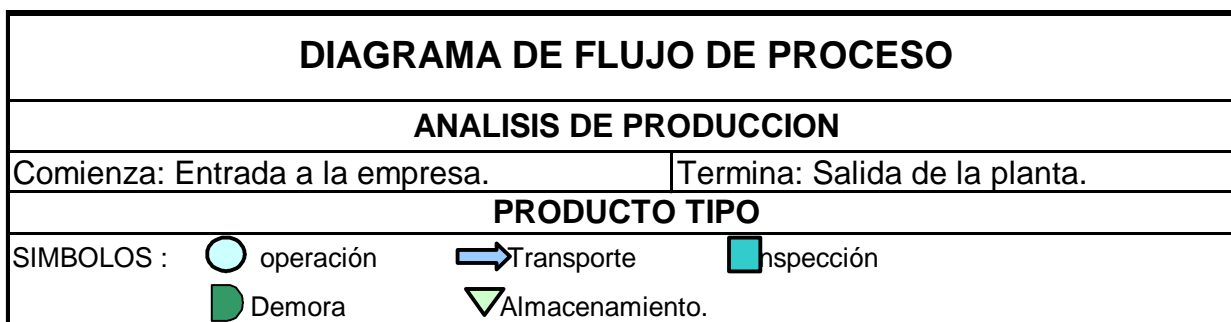 DIAGRAMA DE FLUJO DE PROCESO
ANALISIS DE PRODUCCION
Comienza: Entrada a la empresa. Termina: Salida de la planta.
PRODUCTO TIPO
SIMBOLOS : operación Transporte nspección
Demora Almacenamiento.